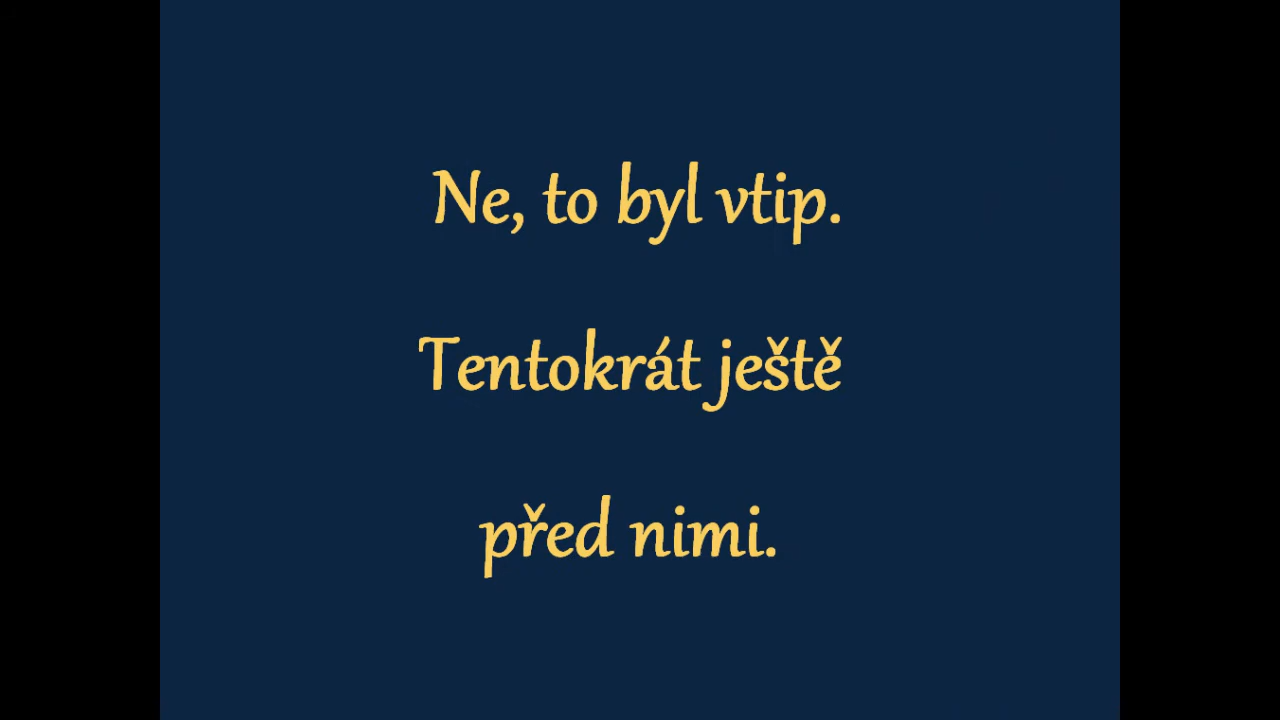 Ne, to byl vtip.
Tentokrát ještě
před nimi.